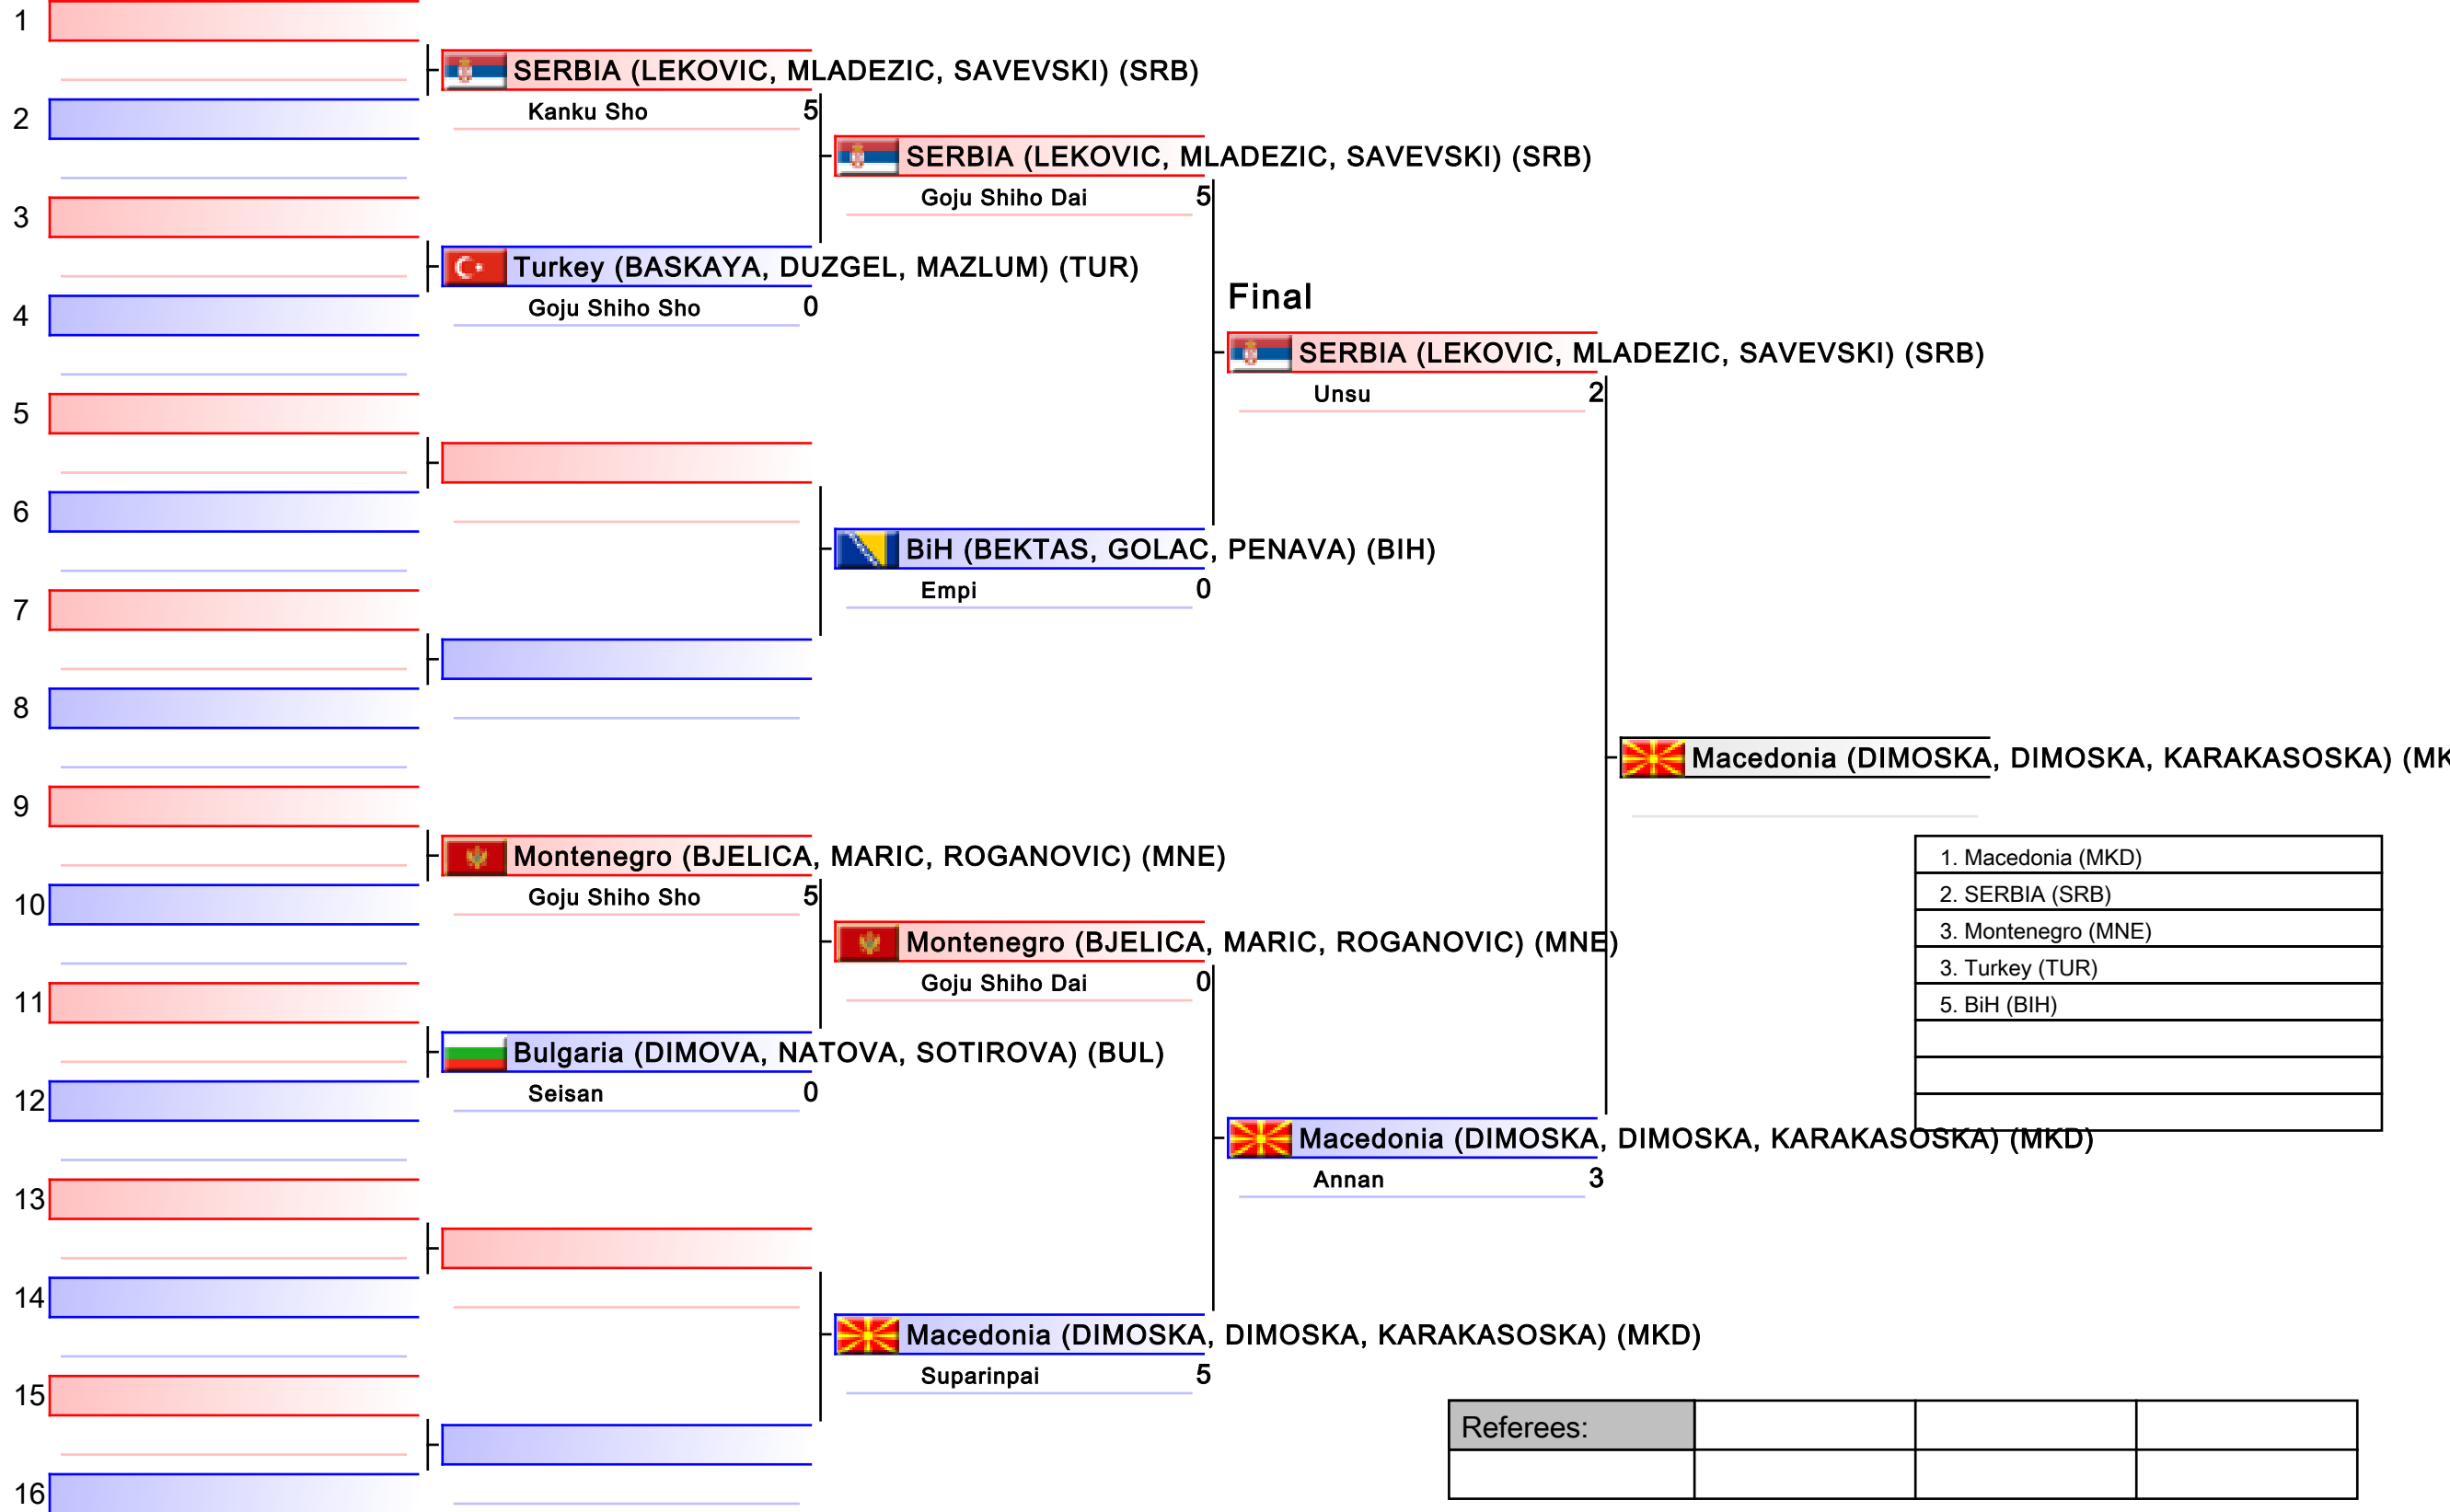 1
SERBIA (LEKOVIC, MLADEZIC, SAVEVSKI) (SRB)
Kanku Sho 5
2
SERBIA (LEKOVIC, MLADEZIC, SAVEVSKI) (SRB)
Goju Shiho Dai 5
3
Turkey (BASKAYA, DUZGEL, MAZLUM) (TUR)
Goju Shiho Sho 0
4
Final
SERBIA (LEKOVIC, MLADEZIC, SAVEVSKI) (SRB)
Unsu 2
5
6
BiH (BEKTAS, GOLAC, PENAVA) (BIH)
Empi 0
7
8
Macedonia (DIMOSKA, DIMOSKA, KARAKASOSKA) (MK
9
Montenegro (BJELICA, MARIC, ROGANOVIC) (MNE)
Goju Shiho Sho 5
10
Montenegro (BJELICA, MARIC, ROGANOVIC) (MNE)
Goju Shiho Dai 0
1. Macedonia (MKD)
2. SERBIA (SRB)
3. Montenegro (MNE)
3. Turkey (TUR)
5. BiH (BIH)
11
Bulgaria (DIMOVA, NATOVA, SOTIROVA) (BUL)
Seisan 0
12
Macedonia (DIMOSKA, DIMOSKA, KARAKASOSKA) (MKD)
Annan 3
13
14
Macedonia (DIMOSKA, DIMOSKA, KARAKASOSKA) (MKD)
Suparinpai 5
15
Referees:
16